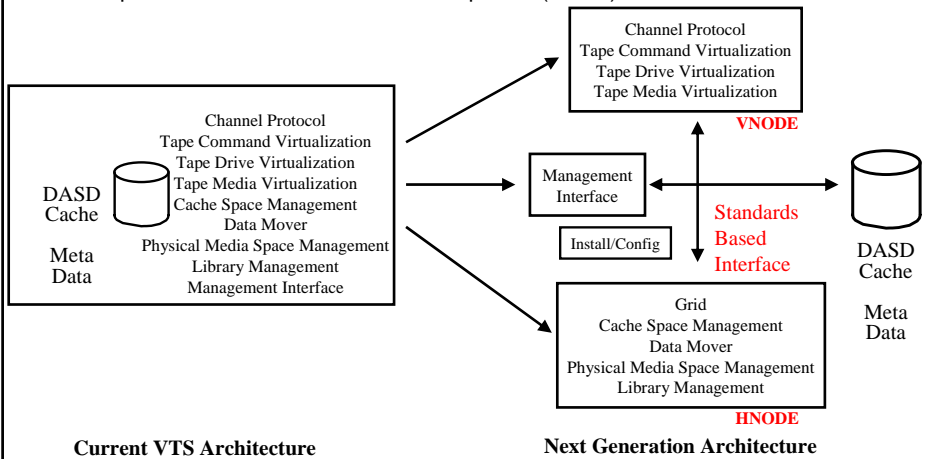 Channel Protocol
Tape Command Virtualization
Tape Drive Virtualization
Tape Media Virtualization
Cache Space Management
Data Mover
Physical Media Space Management
Library Management
Management Interface
DASD
Cache
Meta
Data
Current VTS Architecture
Channel Protocol
Tape Command Virtualization
Tape Drive Virtualization
Tape Media Virtualization
VNODE
Management
Interface
Install/Config
Standards
Based
Interface
DASD
Cache
Meta
Data
Grid
Cache Space Management
Data Mover
Physical Media Space Management
Library Management
HNODE
Next Generation Architecture